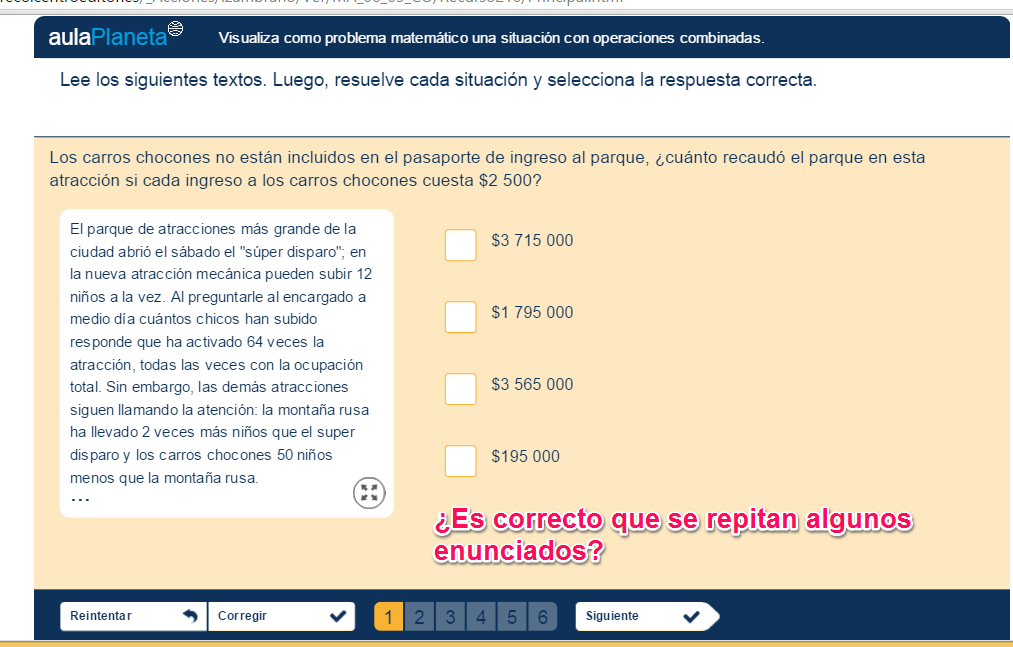 aulaPlaneta
Visualiza como problema matemático una situación con operaciones combinadas.
Lee los siguientes textos. Luego, resuelve cada situación y selecciona la respuesta correcta.
Los carros chocones no están incluidos en el pasaporte de ingreso al parque, ¿cuánto recaudó el parque en esta
atracción si cada ingreso a los carros chocones cuesta $2 500?
El parque de atracciones más grande de la
ciudad abrió el sábado el "súper disparo"; en
la nueva atracción mecánica pueden subir 12
niños a la vez. Al preguntarle al encargado a
medio día cuántos chicos han subido
responde que ha activado 64 veces la
atracción, todas las veces con la ocupación
total. Sin embargo, las demás atracciones
siguen llamando la atención: la montaña rusa
ha llevado 2 veces más niños que el super
disparo y los carros chocones 50 niños
menos que la montaña rusa.
...
$3 715 000
$1 795 000
$3 565 000
$195 000
¿Es correcto que se repitan algunos
enunciados?
Reintentar
Corregir
1 2 3 4 5 6
Siguiente